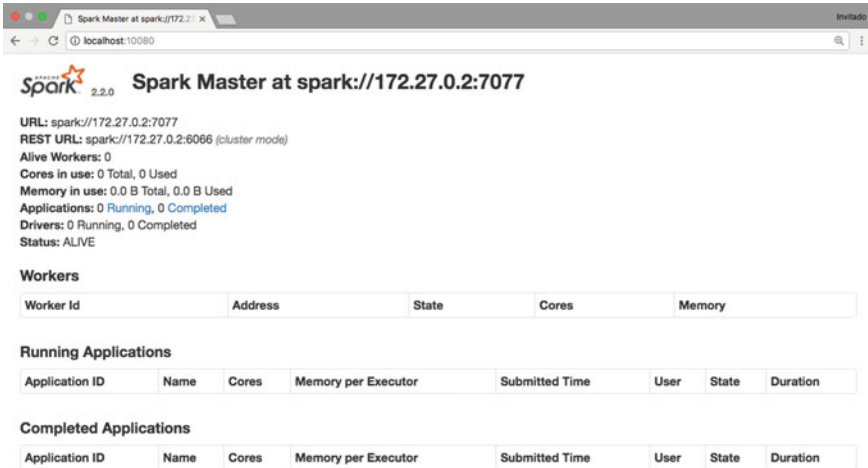 Spark Master at spark://172.27
Invitado
localhost:10080
APACHE Spark 2.2.0 Spark Master at spark://172.27.0.2:7077
URL: spark://172.27.0.2:7077
REST URL: spark://172.27.0.2:6066 (cluster mode)
Alive Workers: 0
Cores in use: 0 Total, 0 Used
Memory in use: 0.0 B Total, 0.0 B Used
Applications: 0 Running, 0 Completed
Drivers: 0 Running, 0 Completed
Status: ALIVE
Workers
Worker Id Address State Cores Memory
Running Applications
Application ID Name Cores Memory per Executor Submitted Time User State Duration
Completed Applications
Application ID Name Cores Memory per Executor Submitted Time User State Duration